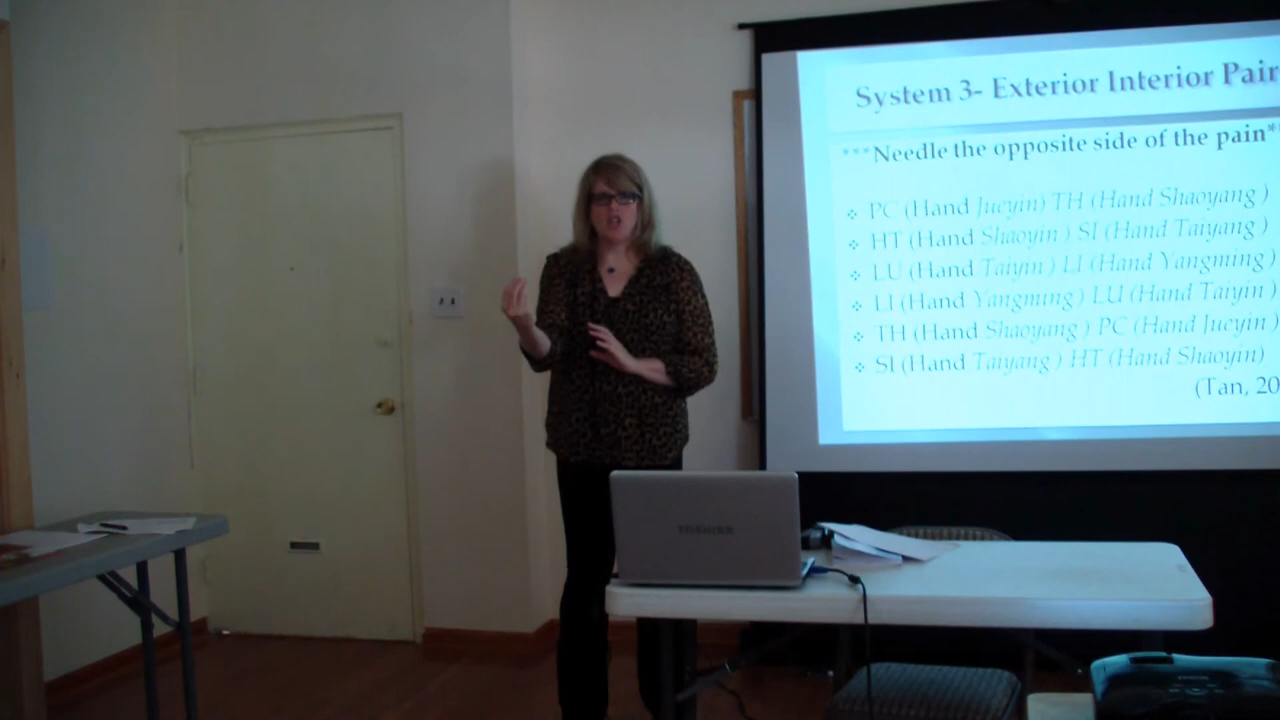 System 3- Exterior Interior Pair
***Needle the opposite side of the pain*
❖ PC (Hand Jueyin) TH (Hand Shaoyang )
❖ HT (Hand Shaoyin ) SI (Hand Taiyang )
❖ LU (Hand Taiyin ) LI (Hand Yangming )
❖ LI (Hand Yangming ) LU (Hand Taiyin )
❖ TH (Hand Shaoyang ) PC (Hand Jueyin )
❖ SI (Hand Taiyang ) HT (Hand Shaoyin)
(Tan, 20
TOSHIBA